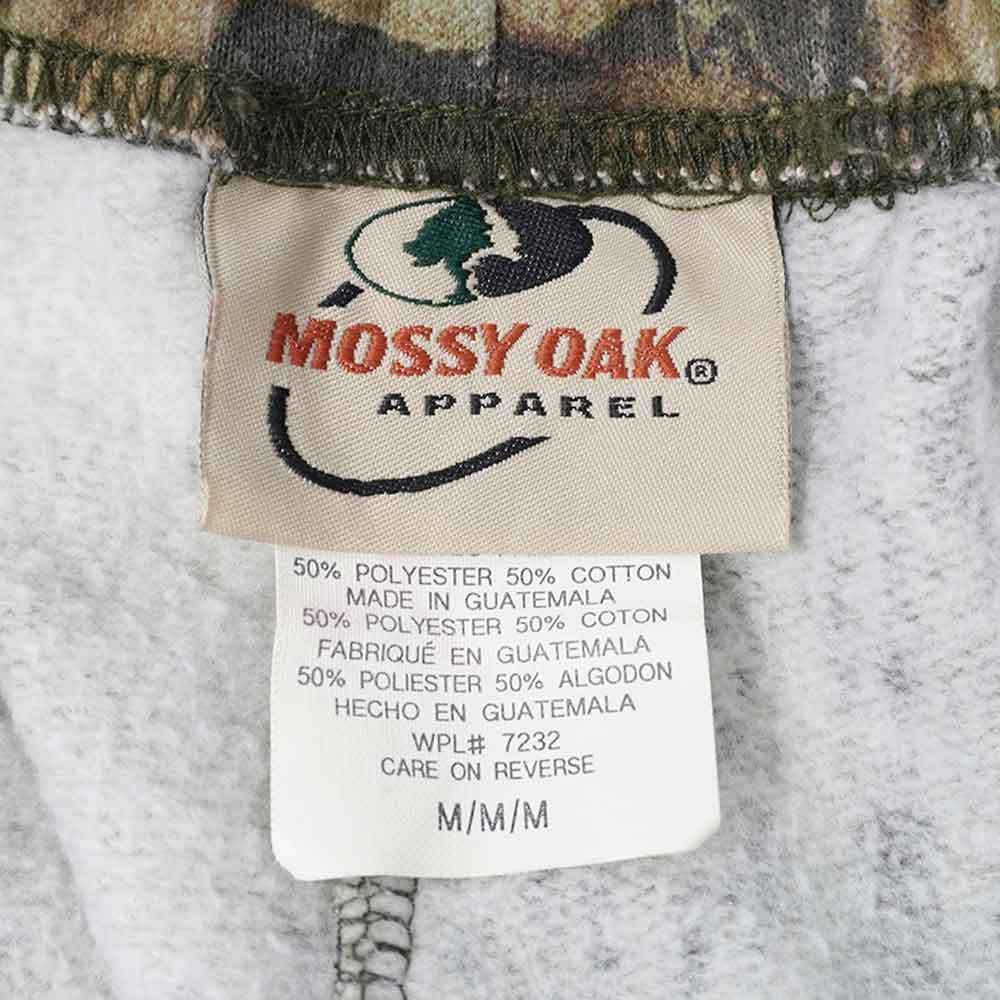 MOSSY OAK®
APPAREL
50% POLYESTER 50% COTTON
MADE IN GUATEMALA
50% POLYESTER 50% COTON
FABRIQUÉ EN GUATEMALA
50% POLIESTER 50% ALGODON
HECHO EN GUATEMALA
WPL# 7232
CARE ON REVERSE
M/M/M